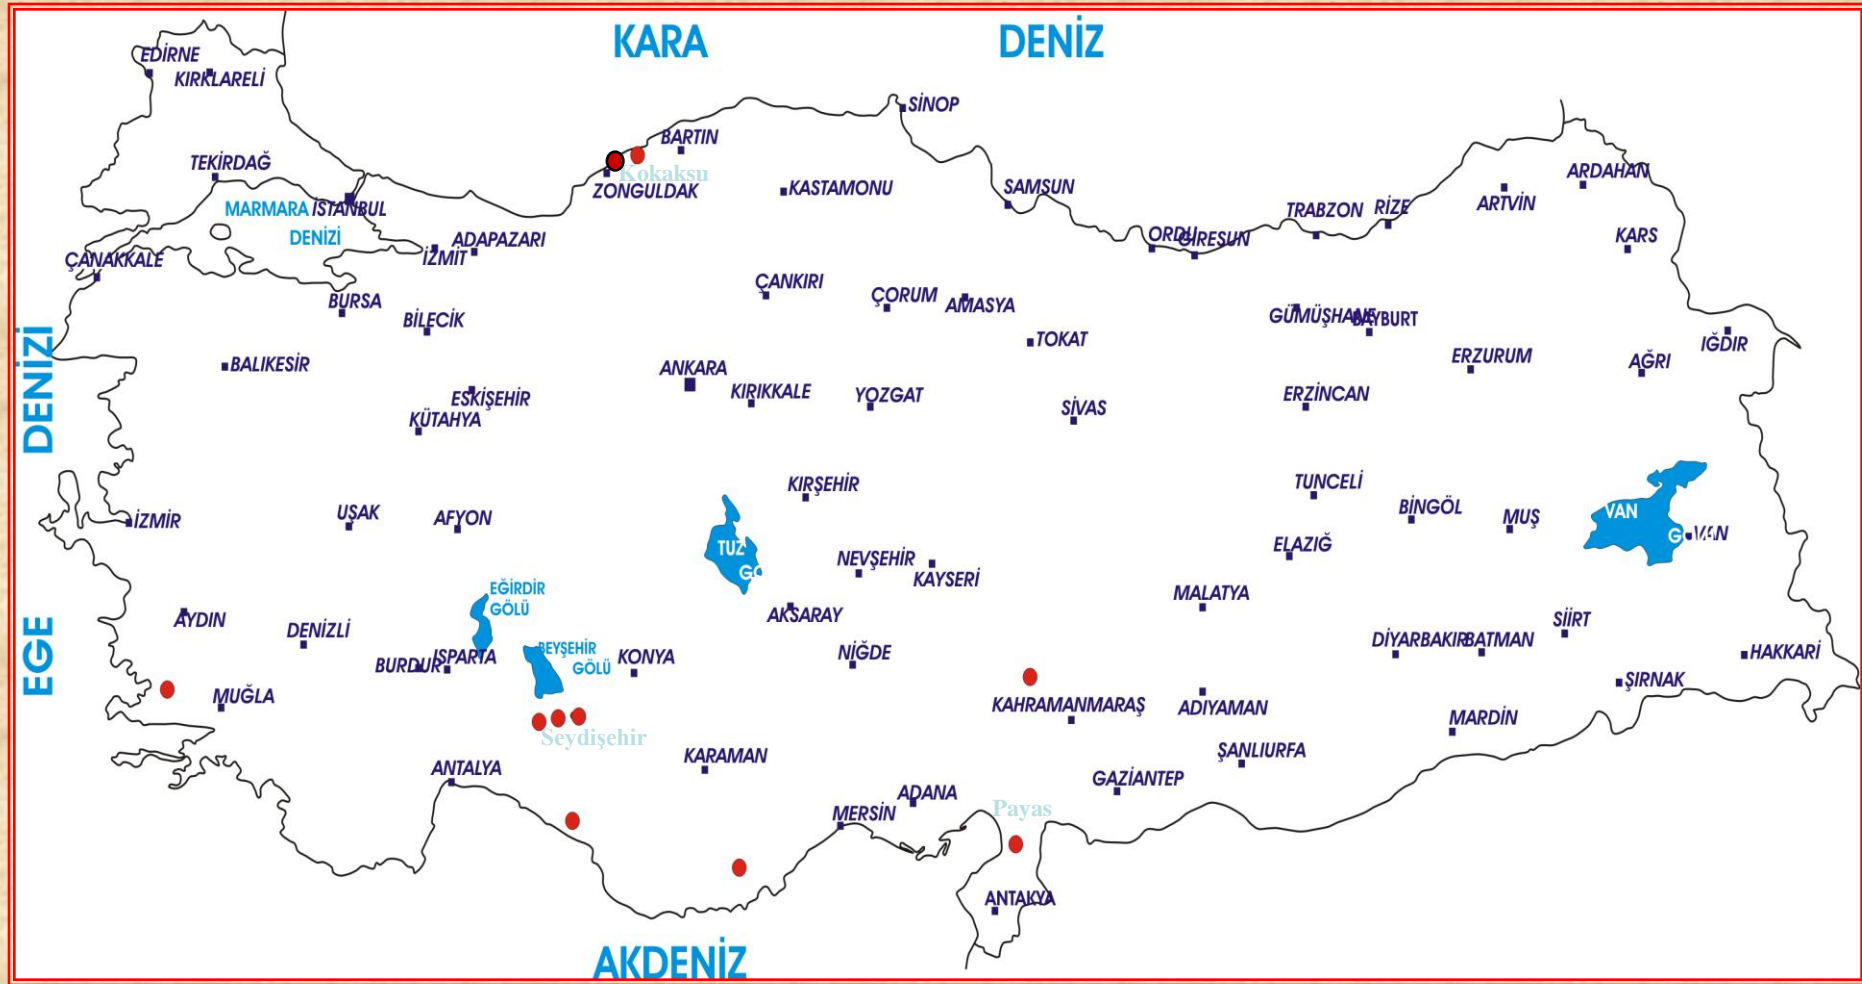 KARA DENİZ
EDİRNE
KIRKLARELİ
SİNOP
BARTIN
TEKİRDAĞ
Kokaksu
ZONGULDAK
KASTAMONU
SAMSUN
ARDAHAN
ARTVİN
MARMARA
İSTANBUL
DENİZİ
TRABZON
RİZE
ORDU
GİRESUN
KARS
ADAPAZARI
İZMİT
ÇANAKKALE
BURSA
BİLECİK
ÇANKIRI
ÇORUM
AMASYA
TOKAT
GÜMÜŞHANE
BAYBURT
ERZURUM
IĞDIR
AĞRI
BALIKESİR
ESKİŞEHİR
KÜTAHYA
ANKARA
KIRIKKALE
YOZGAT
SİVAS
ERZİNCAN
EGE DENİZİ
KIRŞEHİR
TUNCELİ
BİNGÖL
MUŞ
VAN
VAN
İZMİR
UŞAK
AFYON
TUZ
NEVŞEHİR
KAYSERİ
ELAZIĞ
MALATYA
EĞİRDİR
GÖLÜ
AKSARAY
AYDIN
DENİZLİ
BURDUR
ISPARTA
BEYŞEHİR
GÖLÜ
KONYA
NİĞDE
DİYARBAKIR
BATMAN
SİİRT
HAKKARİ
ŞIRNAK
MUĞLA
KAHRAMANMARAŞ
ADIYAMAN
MARDİN
Seydişehir
KARAMAN
ŞANLIURFA
ANTALYA
GAZİANTEP
ADANA
MERSİN
Payas
ANTAKYA
AKDENİZ